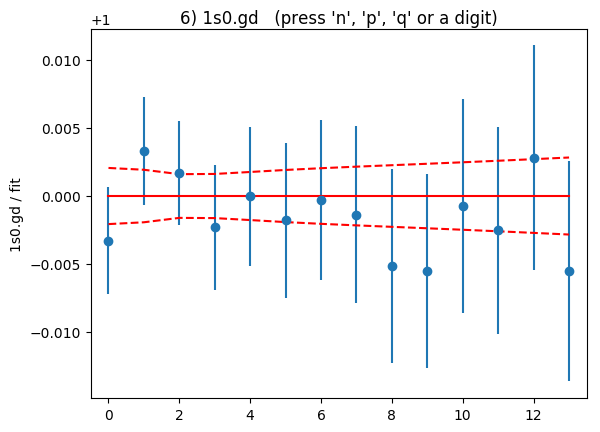 6) 1s0.gd   (press 'n', 'p', 'q' or a digit)
+1
0.010
0.005
0.000
−0.005
−0.010
1s0.gd / fit
0 2 4 6 8 10 12